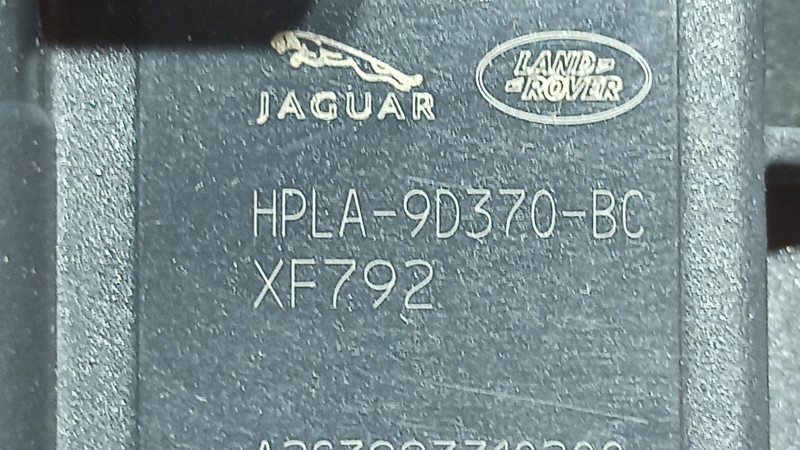 JAGUAR
LAND-
-ROVER
HPLA-9D370-BC
XF792